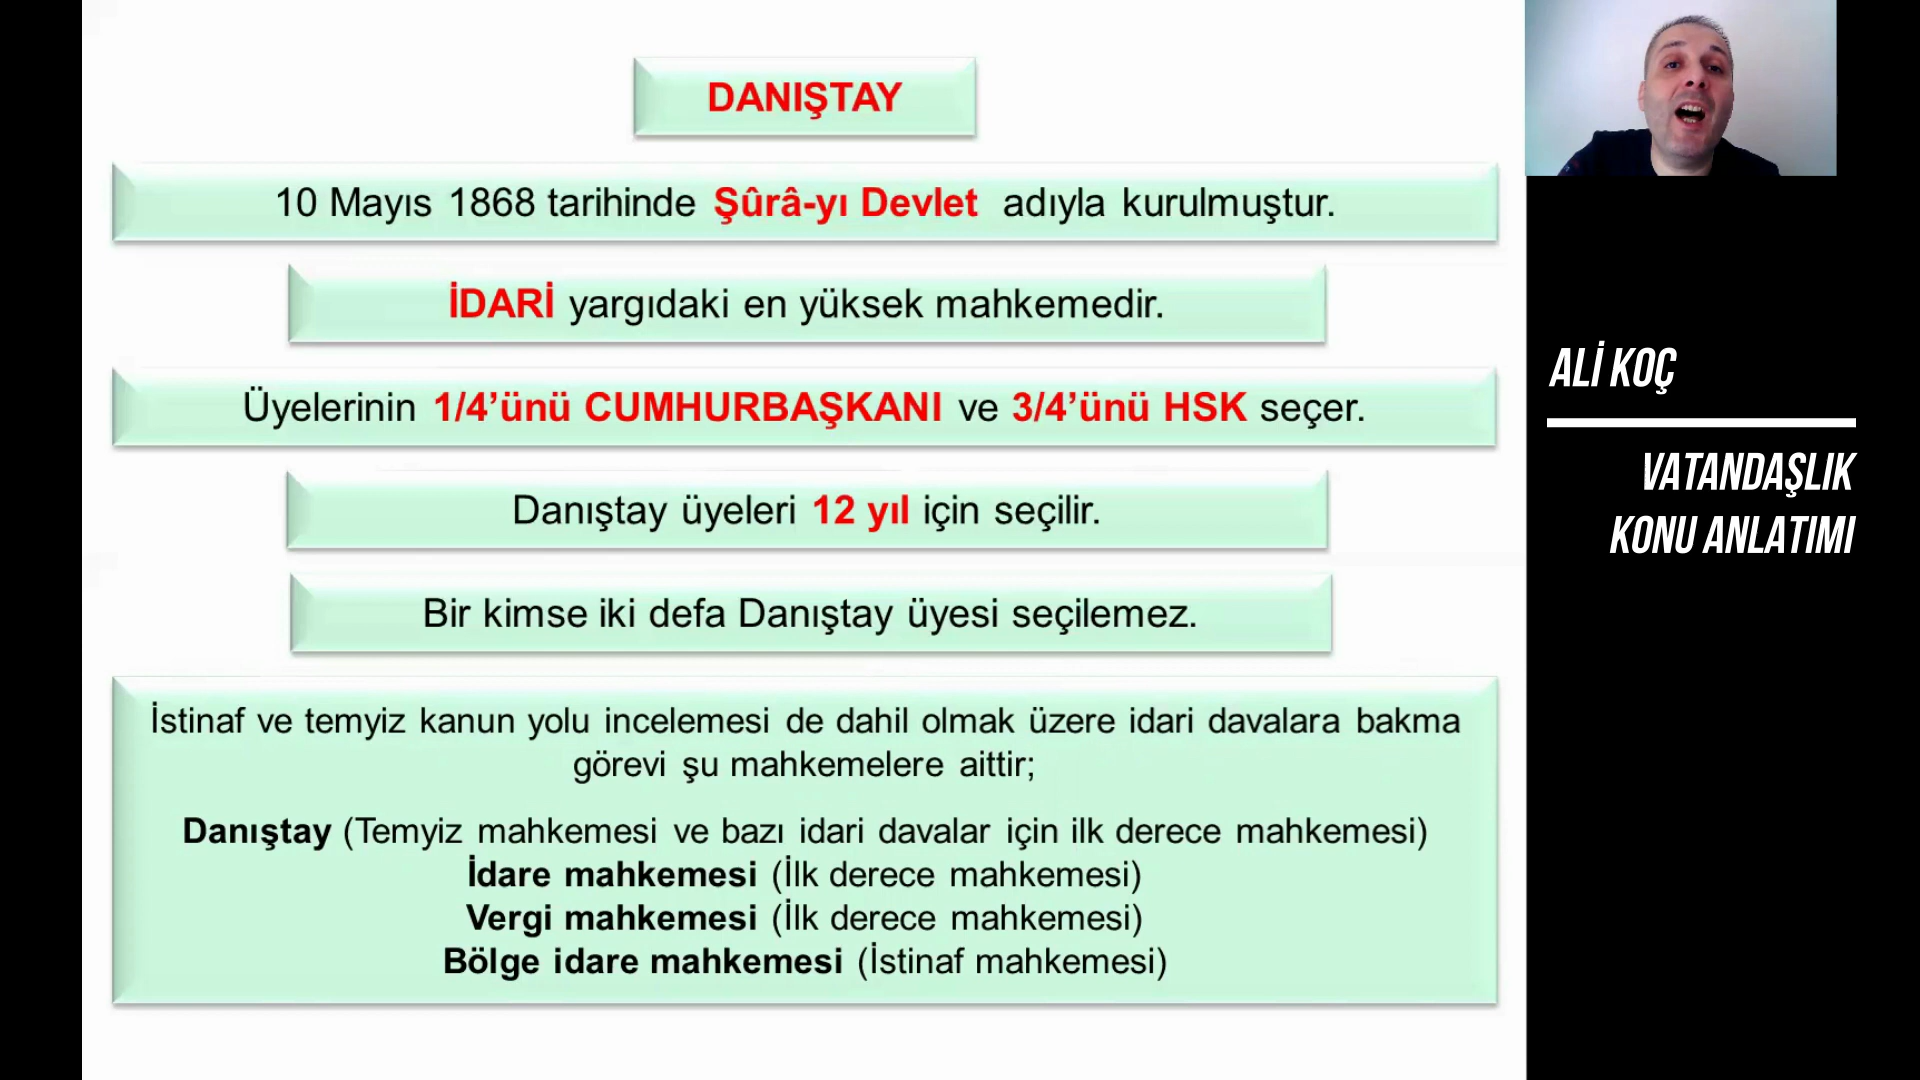 DANIŞTAY
10 Mayıs 1868 tarihinde Şûrâ-yı Devlet adıyla kurulmuştur.
İDARİ yargıdaki en yüksek mahkemedir.
Üyelerinin 1/4’ünü CUMHURBAŞKANI ve 3/4’ünü HSK seçer.
Danıştay üyeleri 12 yıl için seçilir.
Bir kimse iki defa Danıştay üyesi seçilemez.
İstinaf ve temyiz kanun yolu incelemesi de dahil olmak üzere idari davalara bakma
görevi şu mahkemelere aittir;
Danıştay (Temyiz mahkemesi ve bazı idari davalar için ilk derece mahkemesi)
İdare mahkemesi (İlk derece mahkemesi)
Vergi mahkemesi (İlk derece mahkemesi)
Bölge idare mahkemesi (İstinaf mahkemesi)
ALİ KOÇ
VATANDAŞLIK
KONU ANLATIMI